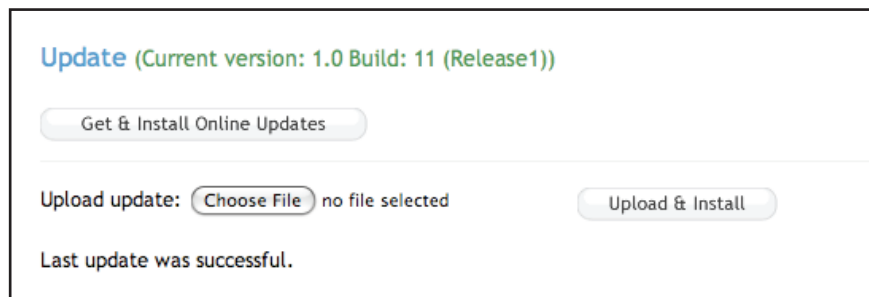 Update (Current version: 1.0 Build: 11 (Release1))
Get & Install Online Updates
Upload update: Choose File no file selected Upload & Install
Last update was successful.